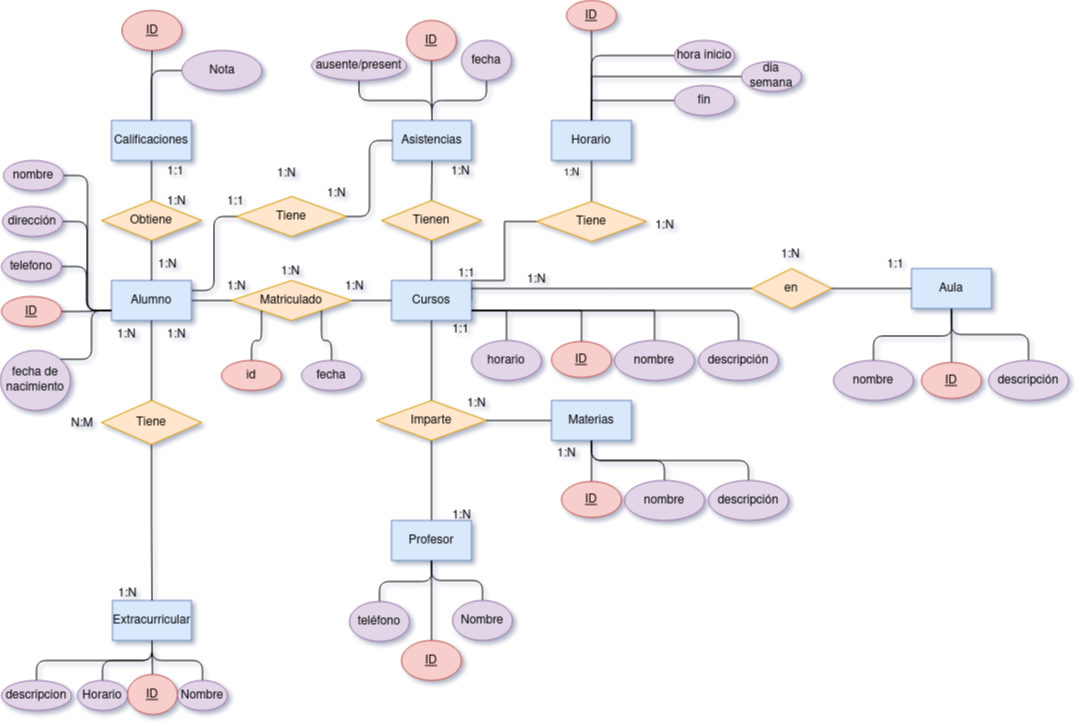 ID
Nota
Calificaciones
1:1
1:N
Obtiene
1:N
ausente/present
ID
fecha
Asistencias
1:N
Tienen
1:N
1:1
1:N
Tiene
ID
hora inicio
día
semana
fin
Horario
1:N
Tiene
1:N
nombre
dirección
telefono
ID
fecha de
nacimiento
Alumno
1:N
1:N
1:N
1:N
1:N
Matriculado
id
fecha
1:1
1:N
Cursos
1:1
horario
ID
nombre
descripción
1:N
en
1:1
Aula
nombre
ID
descripción
N:M
Tiene
1:N
Extracurricular
descripcion
Horario
ID
Nombre
Imparte
1:N
Materias
1:N
ID
nombre
descripción
1:N
Profesor
teléfono
Nombre
ID